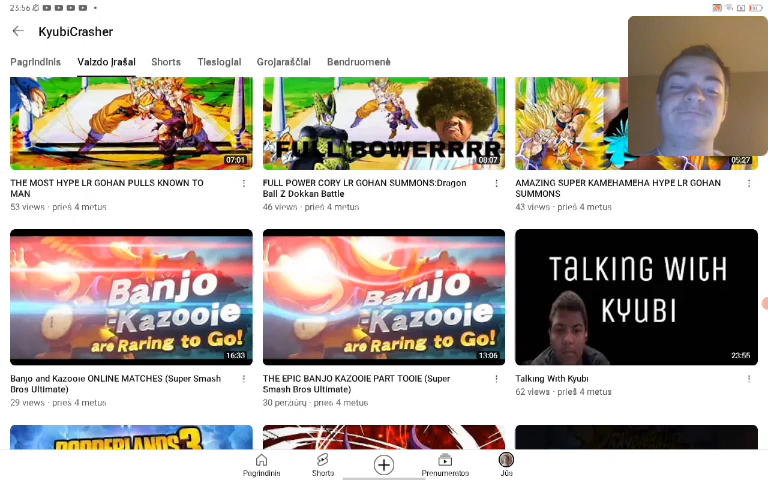 23:56
KyubiCrasher
Pagrindinis Vaizdo įrašai Shorts Tiesiogiai Grojaraščiai Bendruomenė
FULL BOWERRRR
07:01
08:07
05:27
THE MOST HYPE LR GOHAN PULLS KNOWN TO MAN
53 views · prieš 4 metus
FULL POWER CORY LR GOHAN SUMMONS:Dragon Ball Z Dokkan Battle
46 views · prieš 4 metus
AMAZING SUPER KAMEHAMEHA HYPE LR GOHAN SUMMONS
43 views · prieš 4 metus
Banjo
-Kazooie
are Raring to Go!
16:33
Banjo
-Kazooie
are Raring to Go!
13:06
TALKING WITH
KYUBI
23:55
Banjo and Kazooie ONLINE MATCHES (Super Smash Bros Ultimate)
29 views · prieš 4 metus
THE EPIC BANJO KAZOOIE PART TOOIE (Super Smash Bros Ultimate)
30 peržiūrų · prieš 4 metus
Talking With Kyubi
62 views · prieš 4 metus
BORDERLANDS 3
Pagrindinis Shorts Prenumeratos Jūs